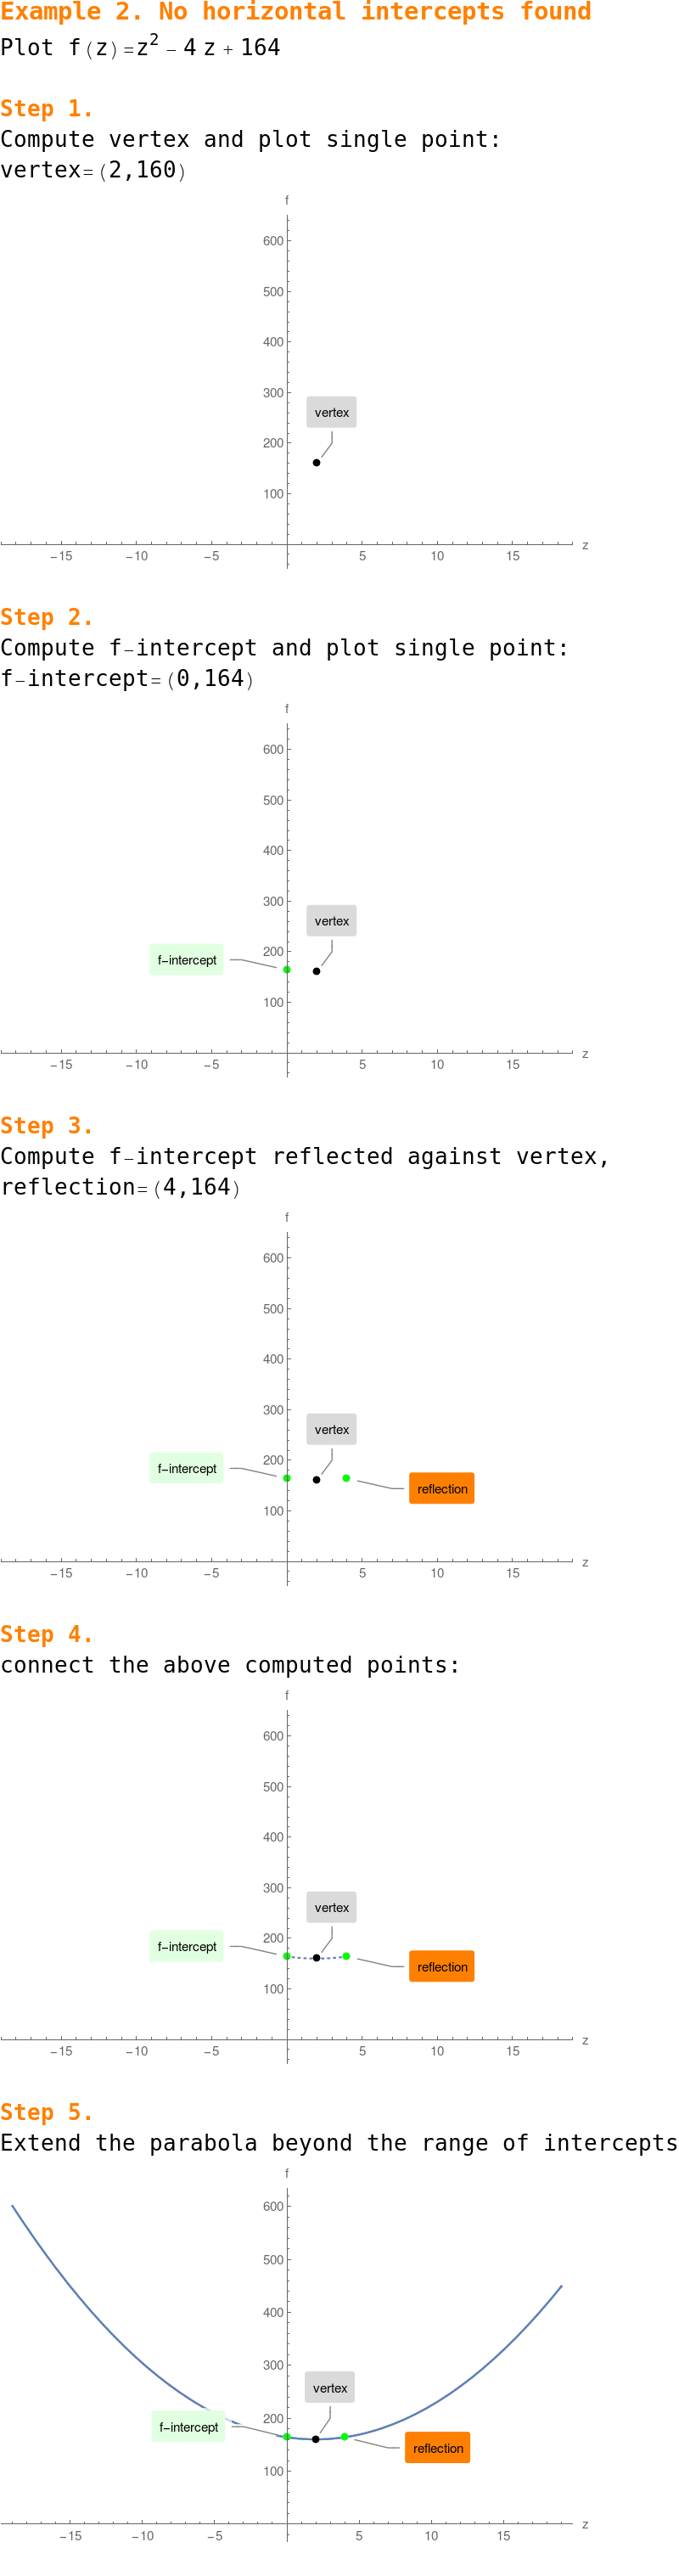 Example 2. No horizontal intercepts found
Plot f(z)=z² - 4 z + 164
Step 1.
Compute vertex and plot single point:
vertex=(2,160)
f
600
500
400
300
vertex
200
100
z
-15 -10 -5 5 10 15
Step 2.
Compute f-intercept and plot single point:
f-intercept=(0,164)
f
600
500
400
300
vertex
200
f-intercept
100
z
-15 -10 -5 5 10 15
Step 3.
Compute f-intercept reflected against vertex,
reflection=(4,164)
f
600
500
400
300
vertex
200
f-intercept
reflection
100
z
-15 -10 -5 5 10 15
Step 4.
connect the above computed points:
f
600
500
400
300
vertex
200
f-intercept
reflection
100
z
-15 -10 -5 5 10 15
Step 5.
Extend the parabola beyond the range of intercepts
f
600
500
400
300
vertex
200
f-intercept
reflection
100
z
-15 -10 -5 5 10 15